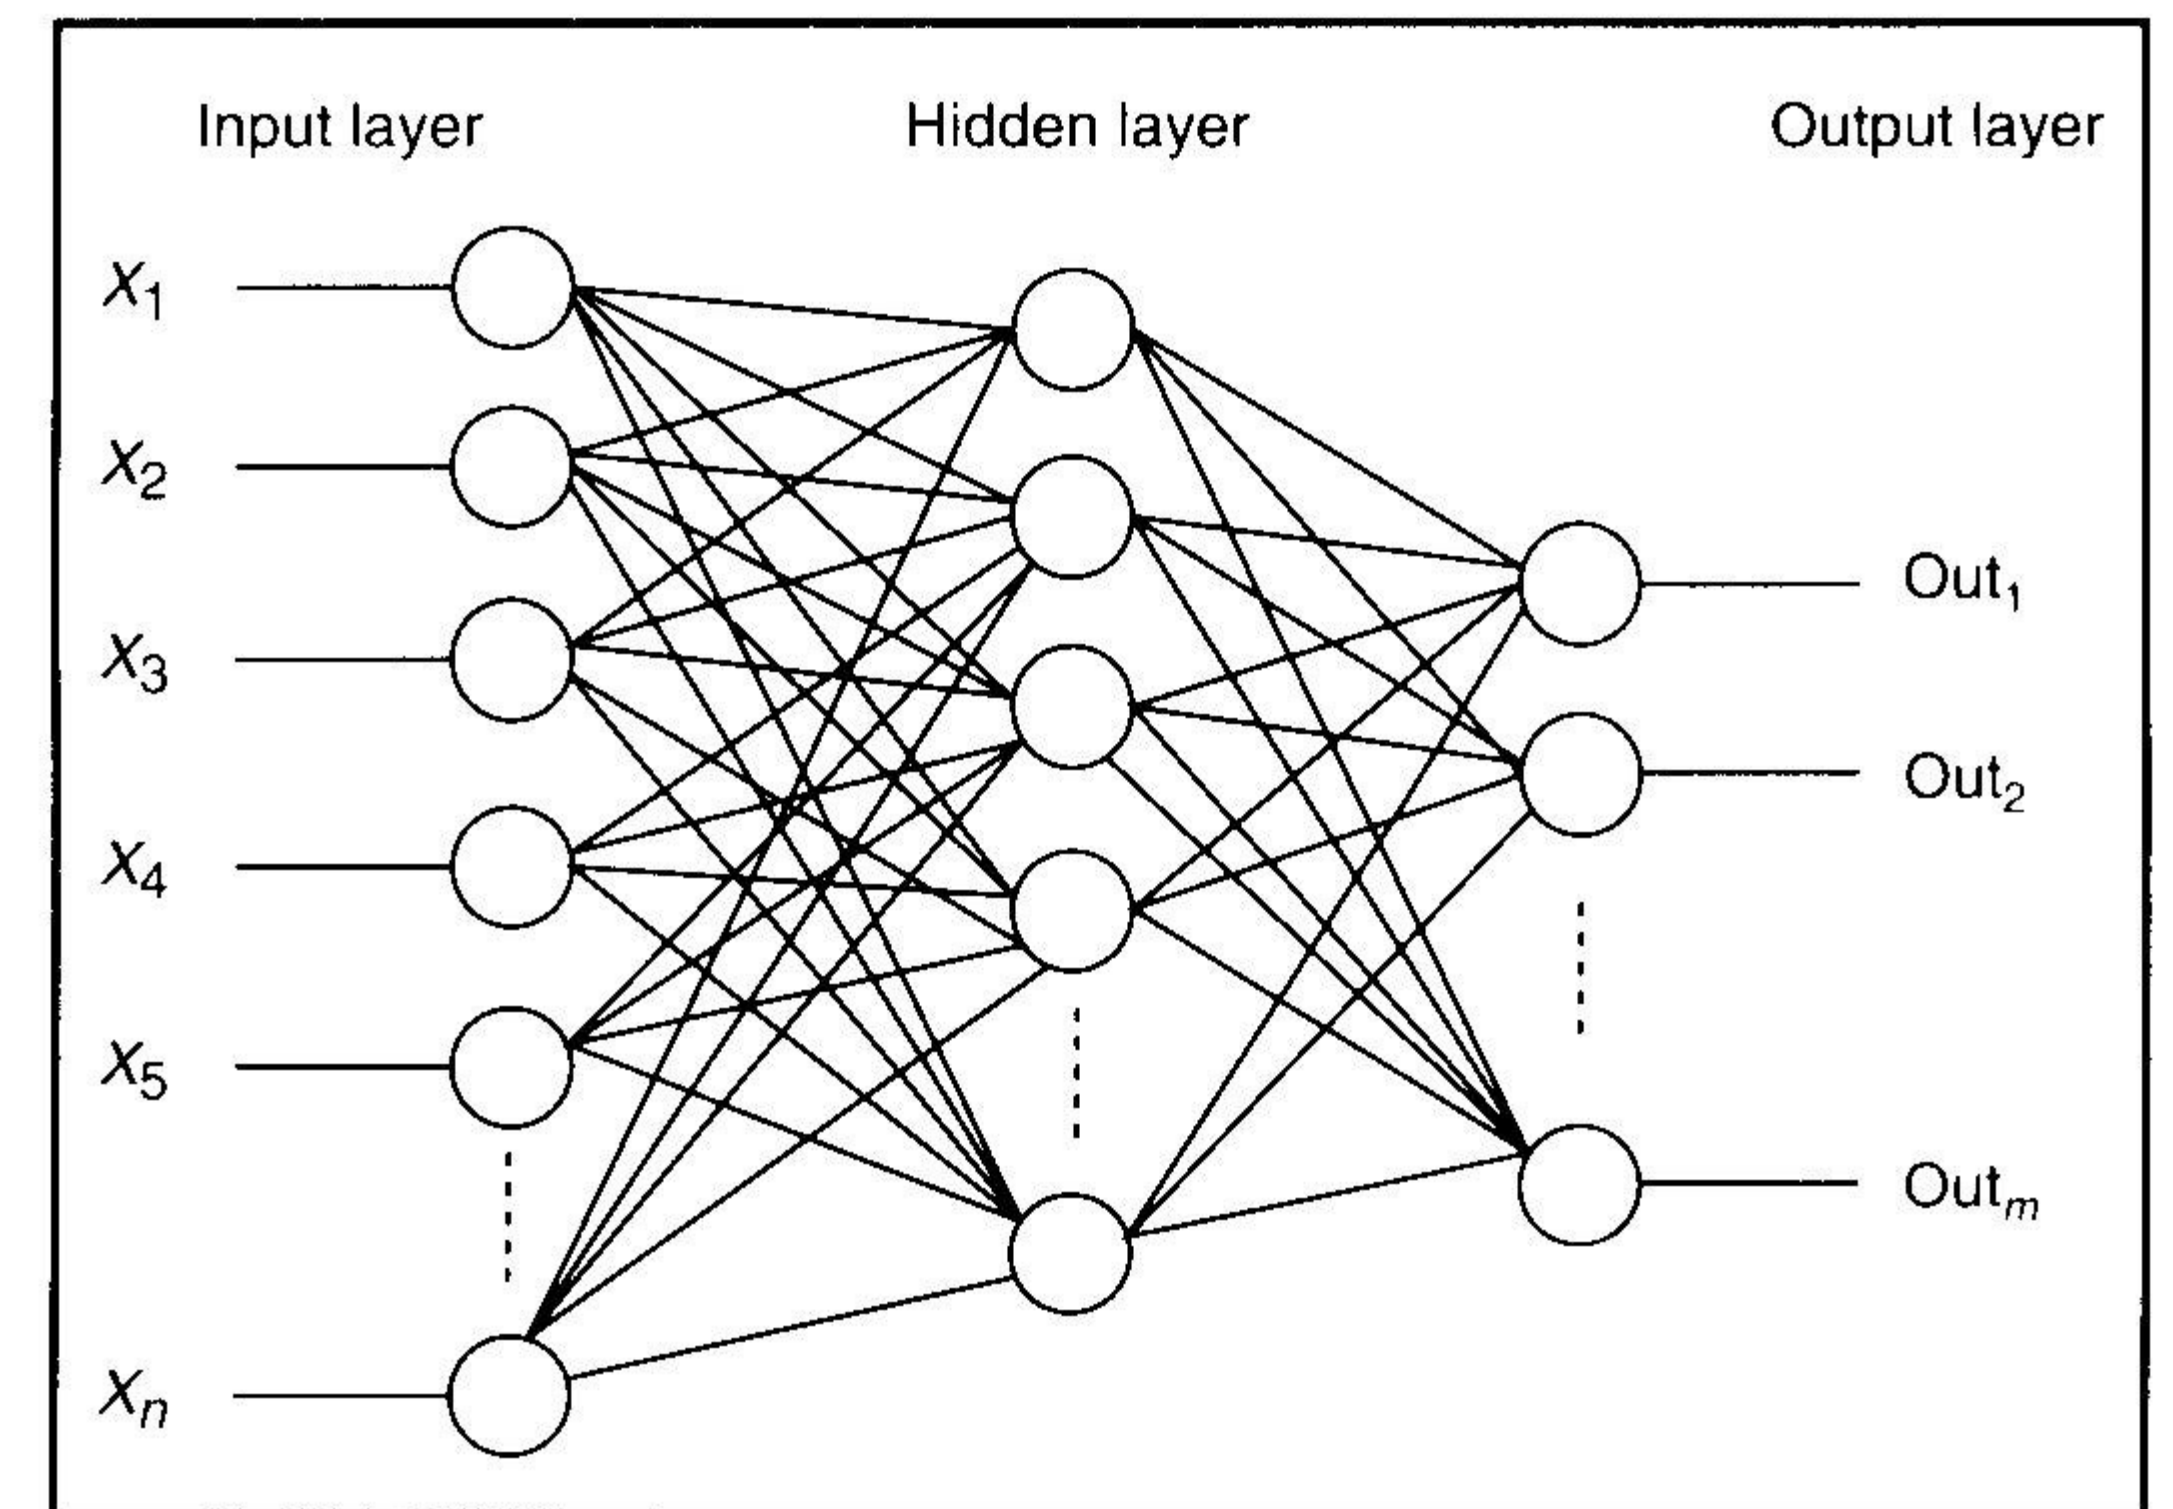 Input layer Hidden layer Output layer
X₁
X₂
X₃
X₄
X₅
Xₙ
Out₁
Out₂
Outₘ